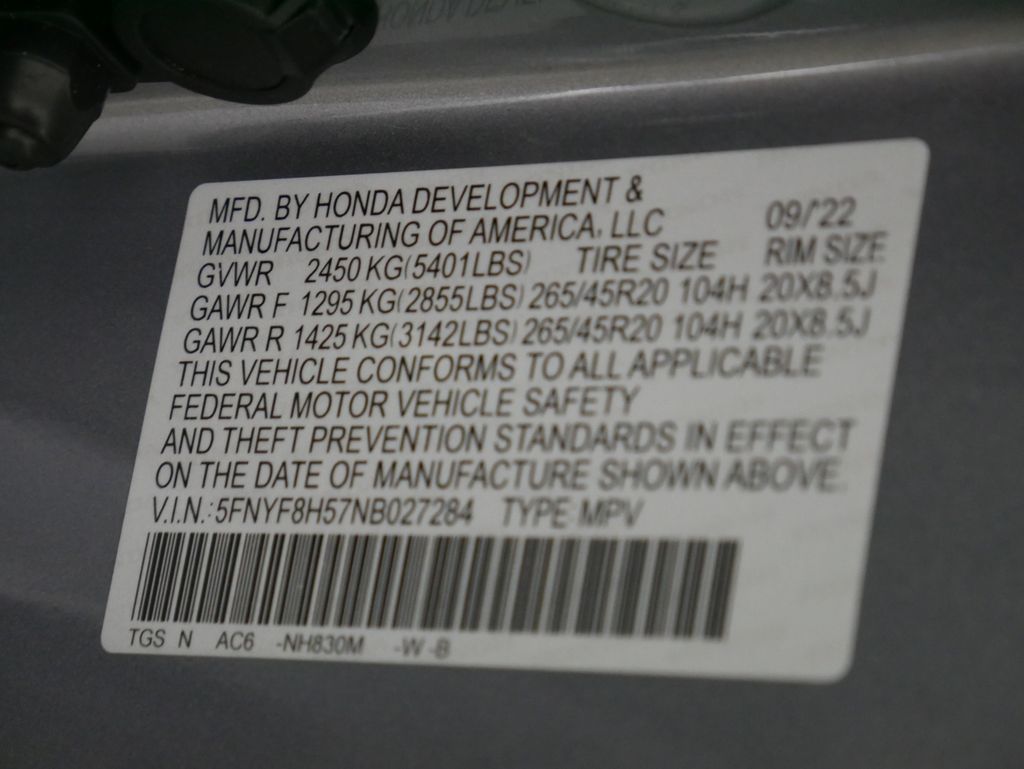 MFD. BY HONDA DEVELOPMENT &
MANUFACTURING OF AMERICA, LLC 09/'22
GVWR 2450 KG(5401LBS) TIRE SIZE RIM SIZE
GAWR F 1295 KG(2855LBS) 265/45R20 104H 20X8.5J
GAWR R 1425 KG(3142LBS) 265/45R20 104H 20X8.5J
THIS VEHICLE CONFORMS TO ALL APPLICABLE
FEDERAL MOTOR VEHICLE SAFETY
AND THEFT PREVENTION STANDARDS IN EFFECT
ON THE DATE OF MANUFACTURE SHOWN ABOVE.
V.I.N.: 5FNYF8H57NB027284 TYPE MPV
TGS N AC6 -NH830M -W -B